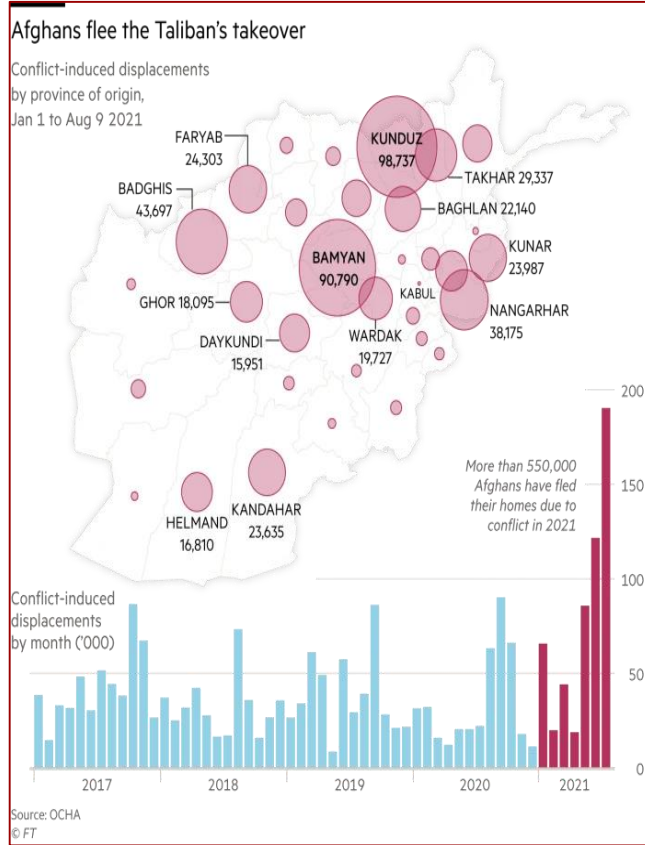 Afghans flee the Taliban's takeover
Conflict-induced displacements
by province of origin,
Jan 1 to Aug 9 2021
FARYAB
24,303
KUNDUZ
98,737
TAKHAR 29,337
BADGHIS
43,697
BAGHLAN 22,140
BAMYAN
90,790
KUNAR
23,987
GHOR 18,095
KABUL
NANGARHAR
38,175
DAYKUNDI
15,951
WARDAK
19,727
HELMAND
16,810
KANDAHAR
23,635
More than 550,000
Afghans have fled
their homes due to
conflict in 2021
Conflict-induced
displacements
by month ('000)
200
150
100
50
0
2017
2018
2019
2020
2021
Source: OCHA
© FT